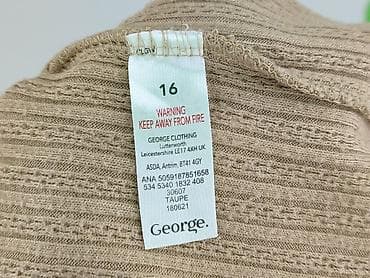 CLGW
16
WARNING
KEEP AWAY FROM FIRE
GEORGE CLOTHING
Lutterworth
Leicestershire LE17 4XH UK
ASDA, Antrim, BT41 4GY
ANA 5059187851658
534 5340 1832 408
30607
TAUPE
180621
George.